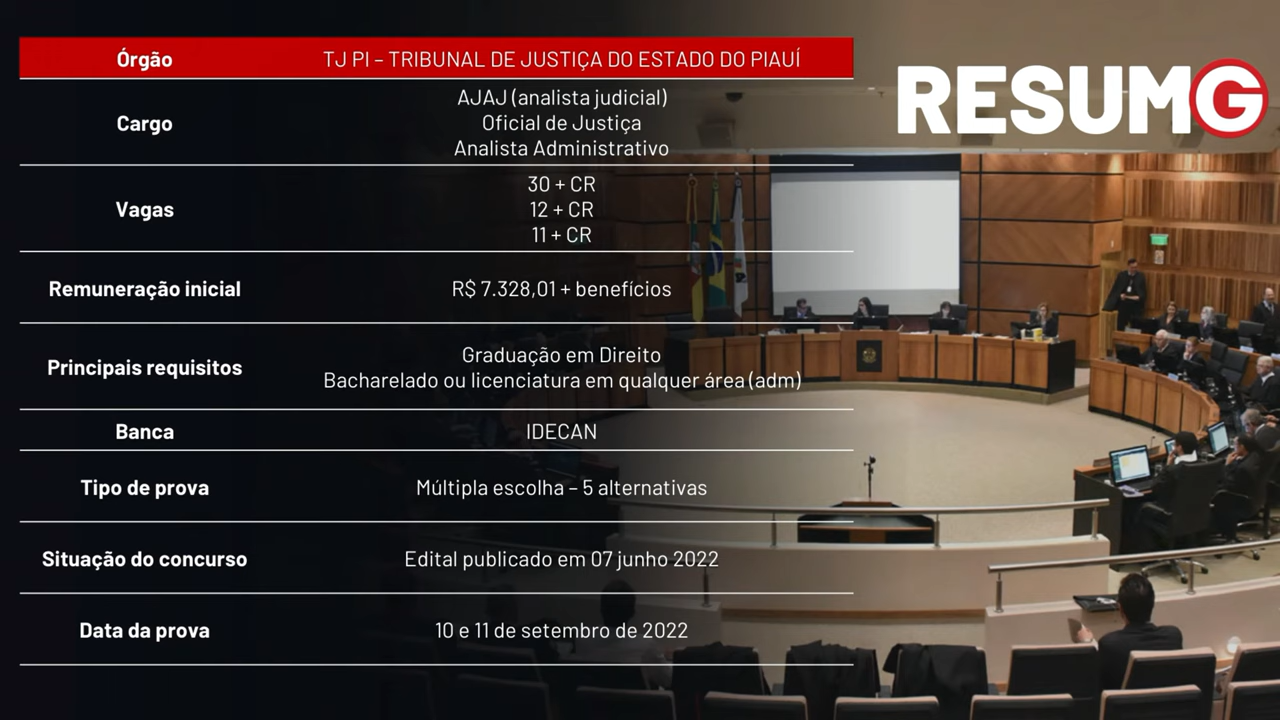 Órgão
TJ PI – TRIBUNAL DE JUSTIÇA DO ESTADO DO PIAUÍ
Cargo
AJAJ (analista judicial)
Oficial de Justiça
Analista Administrativo
Vagas
30 + CR
12 + CR
11 + CR
Remuneração inicial
R$ 7.328,01 + benefícios
Principais requisitos
Graduação em Direito
Bacharelado ou licenciatura em qualquer área (adm)
Banca
IDECAN
Tipo de prova
Múltipla escolha – 5 alternativas
Situação do concurso
Edital publicado em 07 junho 2022
Data da prova
10 e 11 de setembro de 2022
RESUMG